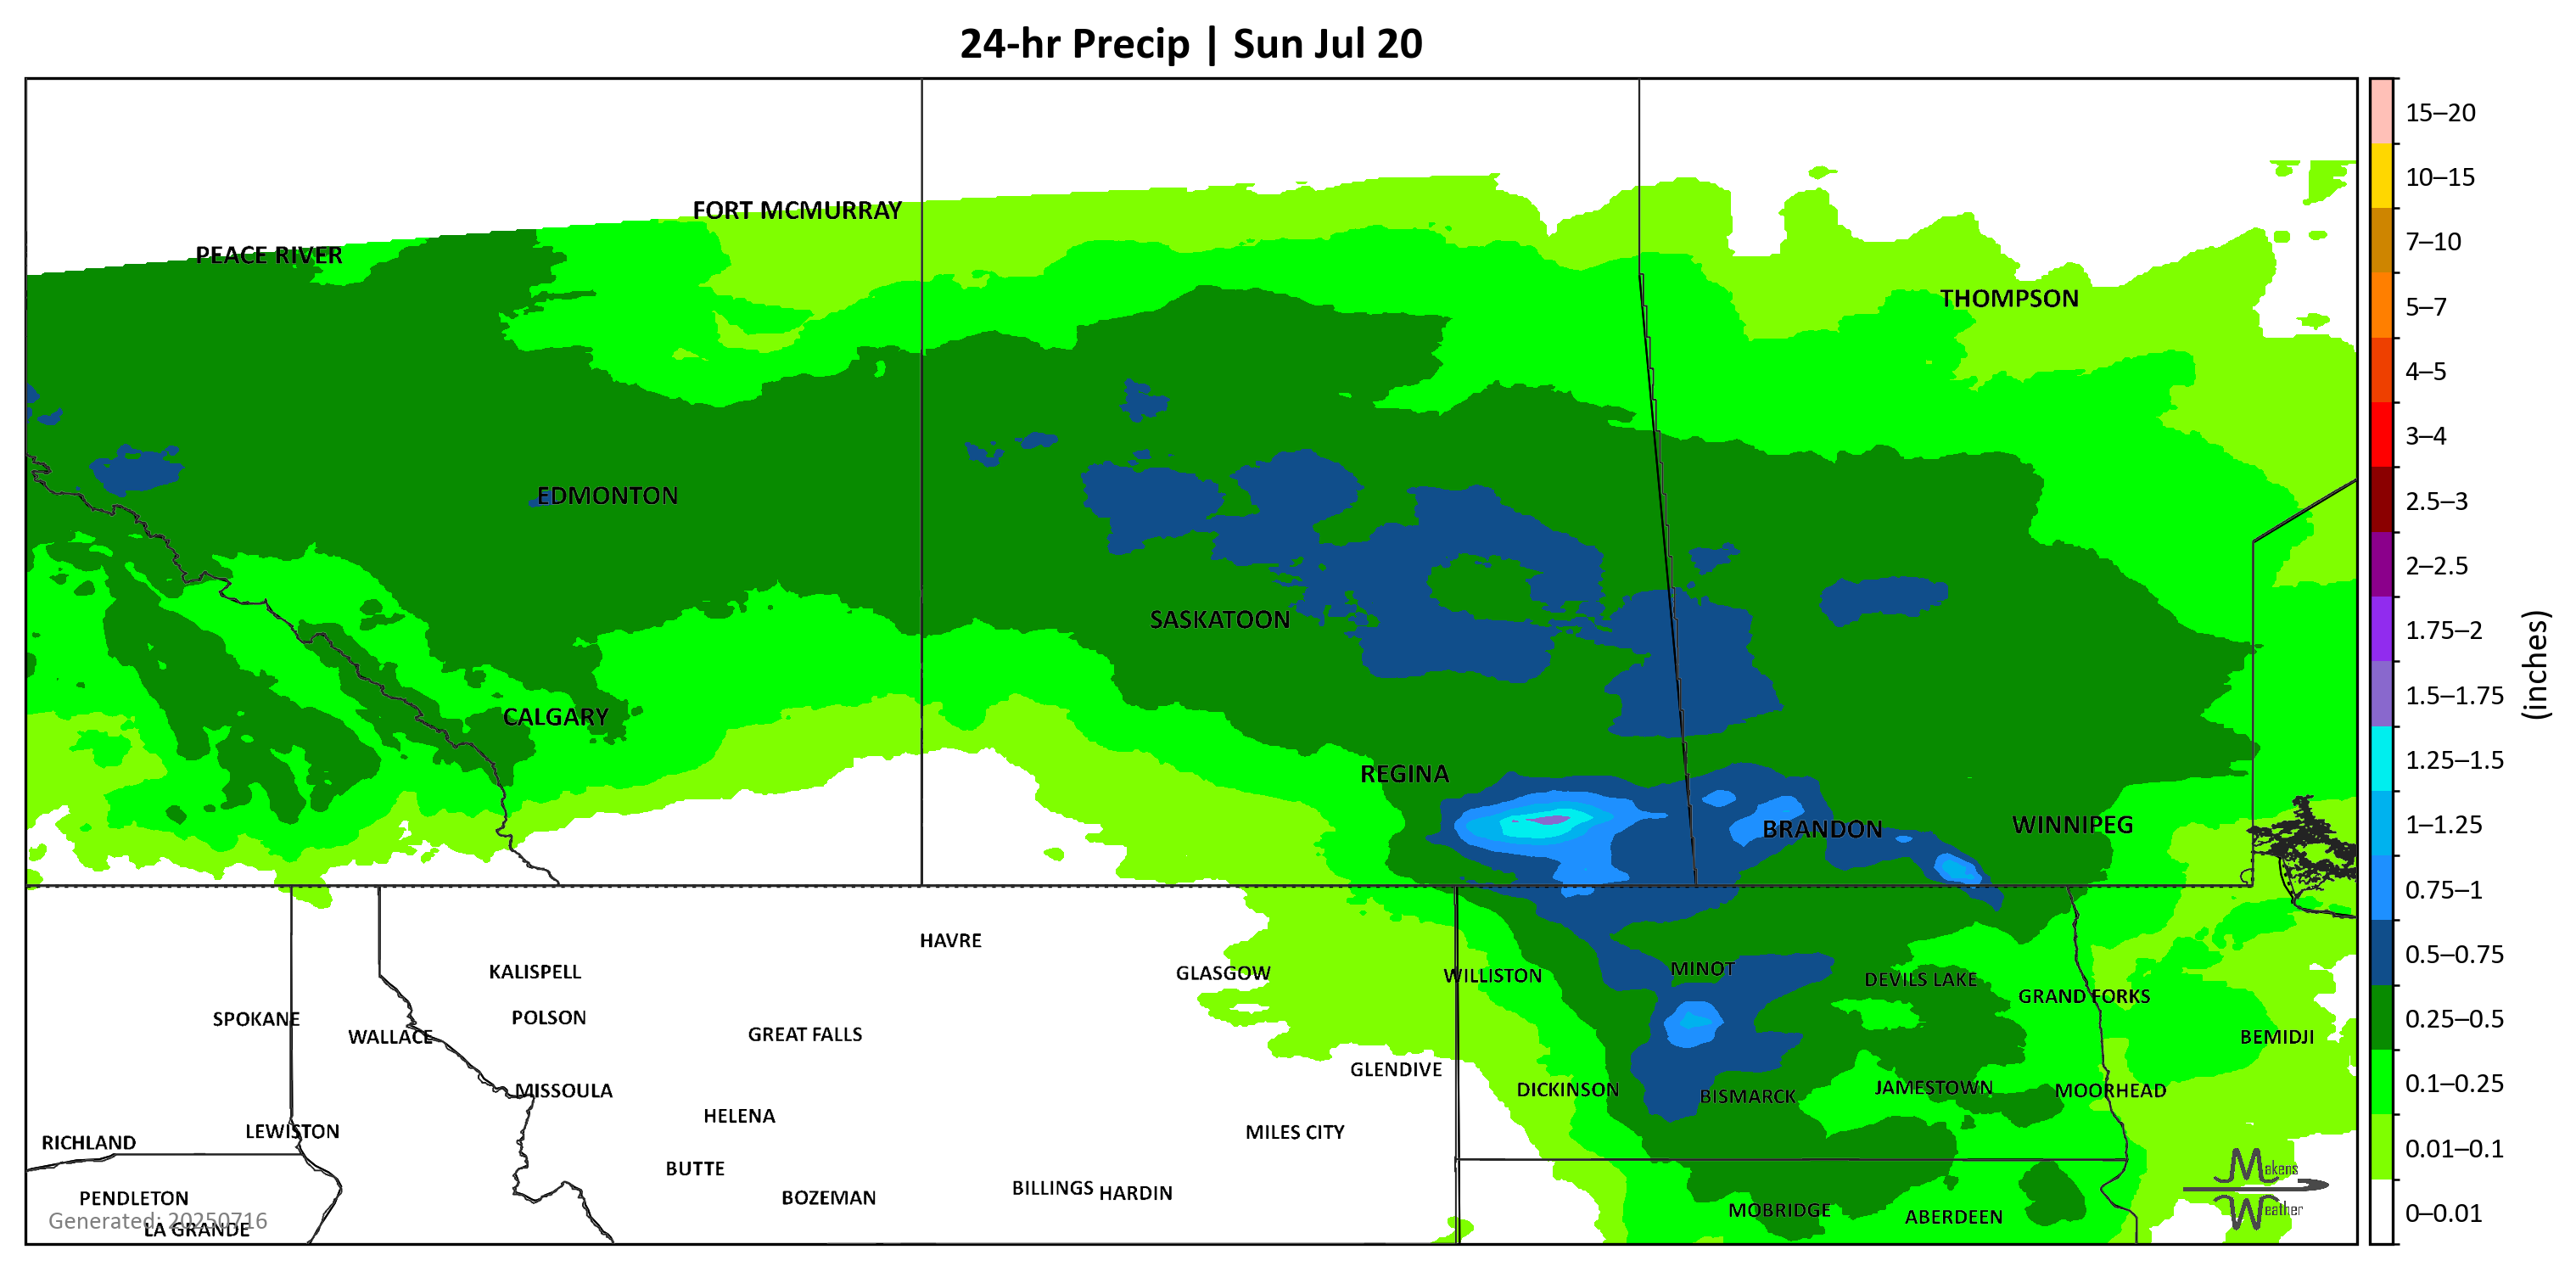 24-hr Precip | Sun Jul 20
15–20
10–15
7–10
5–7
4–5
3–4
2.5–3
2–2.5
1.75–2
1.5–1.75
1.25–1.5
1–1.25
0.75–1
0.5–0.75
0.25–0.5
0.1–0.25
0.01–0.1
0–0.01
(inches)
FORT MCMURRAY
PEACE RIVER
THOMPSON
EDMONTON
SASKATOON
CALGARY
REGINA
BRANDON
WINNIPEG
HAVRE
KALISPELL
GLASGOW
WILLISTON
MINOT
DEVILS LAKE
GRAND FORKS
SPOKANE
WALLACE
POLSON
GREAT FALLS
BEMIDJI
GLENDIVE
MISSOULA
DICKINSON
BISMARCK
JAMESTOWN
MOORHEAD
HELENA
RICHLAND
LEWISTON
MILES CITY
BUTTE
PENDLETON
BOZEMAN
BILLINGS
HARDIN
MOBRIDGE
ABERDEEN
Generated: 20250716
LA GRANDE
Makens
Weather